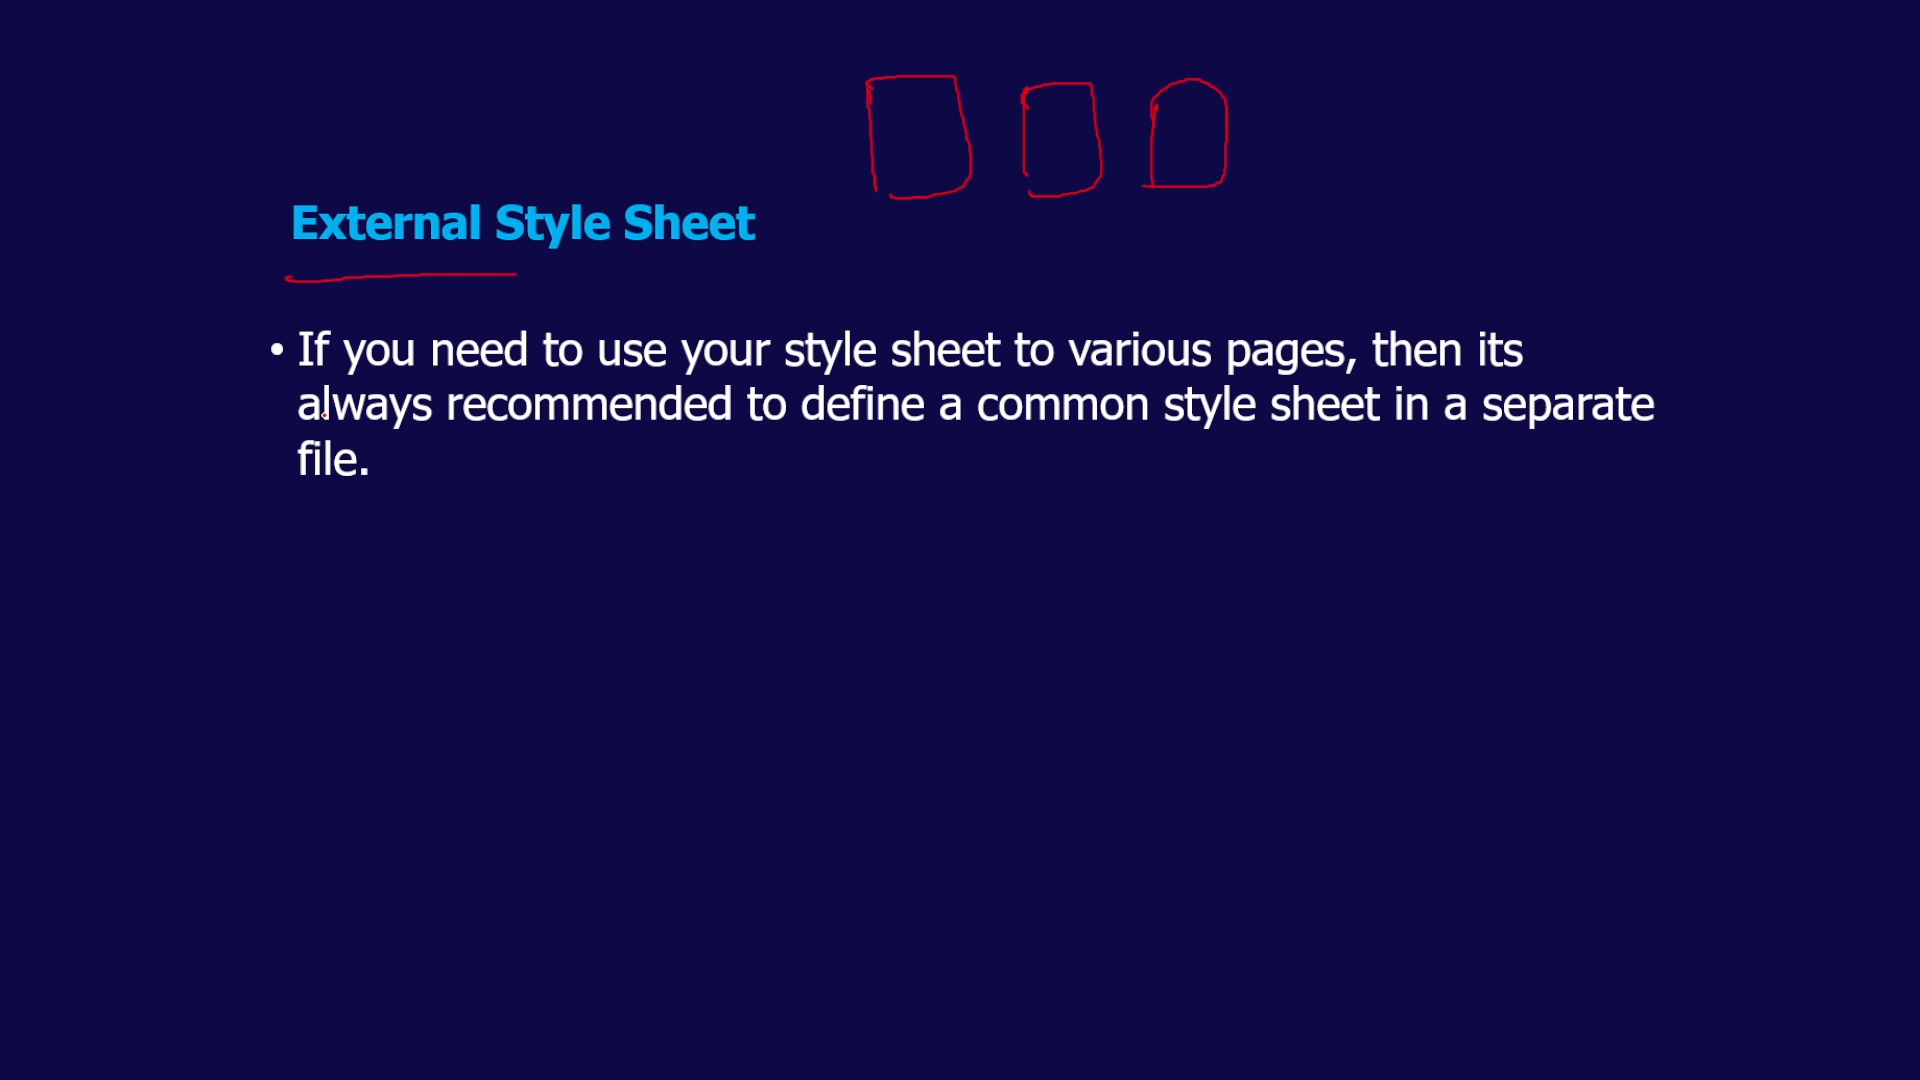 External Style Sheet
• If you need to use your style sheet to various pages, then its
always recommended to define a common style sheet in a separate
file.